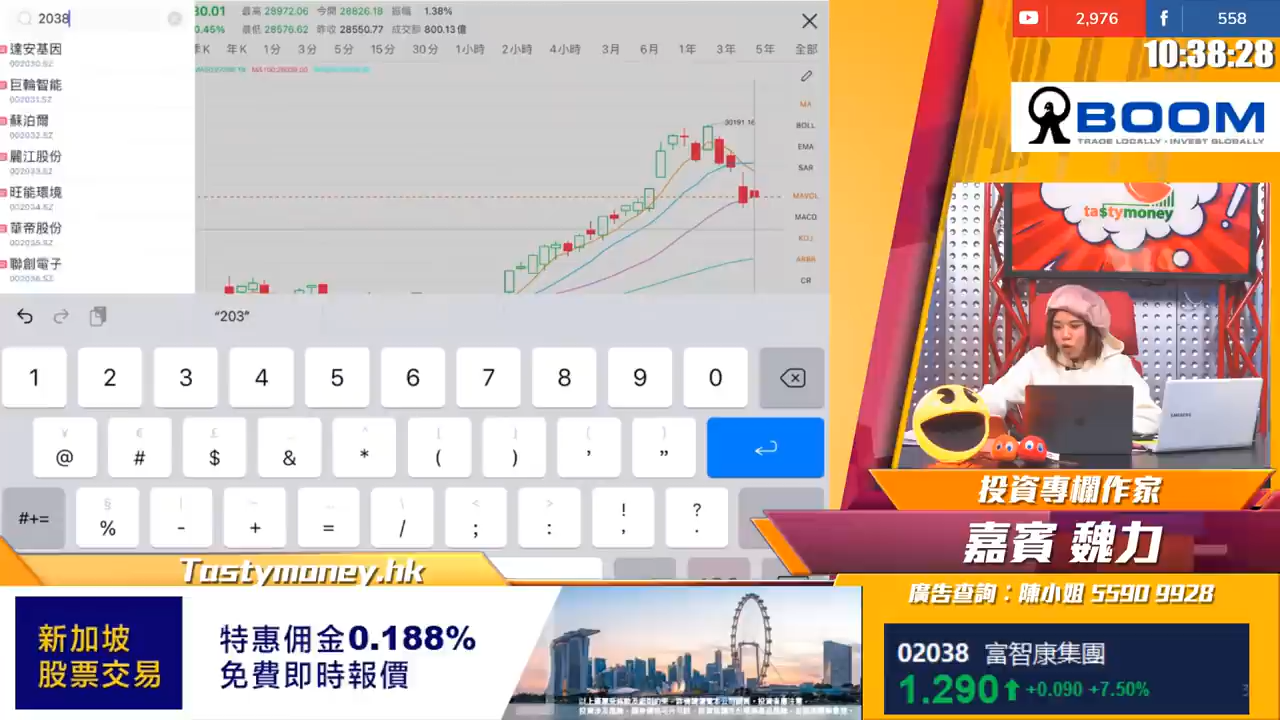 2038
達安基因
002030.SZ
巨輪智能
002031.SZ
蘇泊爾
002032.SZ
麗江股份
002033.SZ
旺能環境
002034.SZ
華帝股份
002035.SZ
聯創電子
002036.SZ
30.01 最高 28972.06 今開 28826.18 振幅 1.38%
0.45% 最低 28576.62 昨收 28550.77 成交額 800.13億
季K 年K 1分 3分 5分 15分 30分 1小時 2小時 4小時 3月 6月 1年 3年 5年 全部
30191.16
MA
BOLL
EMA
SAR
MAVOL
MACD
KDJ
ARBR
CR
“203”
1 2 3 4 5 6 7 8 9 0
@ # $ & * ( ) ’ ”
#+= % - + = / ; : ! , ? .
2,976
558
10:38:28
BOOM
TRADE LOCALLY · INVEST GLOBALLY
tastymoney
SAMSUNG
投資專欄作家
嘉賓 魏力
Tastymoney.hk
廣告查詢：陳小姐 5590 9928
新加坡
股票交易
特惠佣金0.188%
免費即時報價
02038 富智康集團
1.290 +0.090 +7.50%